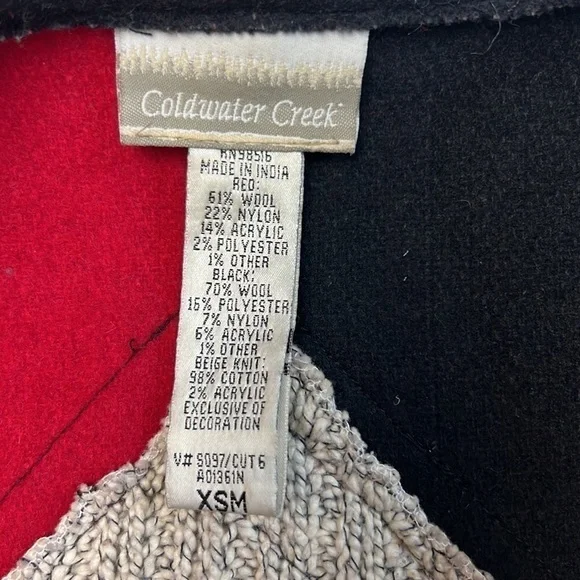 Coldwater Creek
RN98516
MADE IN INDIA
RED:
61% WOOL
22% NYLON
14% ACRYLIC
2% POLYESTER
1% OTHER
BLACK:
70% WOOL
16% POLYESTER
7% NYLON
6% ACRYLIC
1% OTHER
BEIGE KNIT:
98% COTTON
2% ACRYLIC
EXCLUSIVE OF
DECORATION
V# S097/CUT6
A01361N
XSM